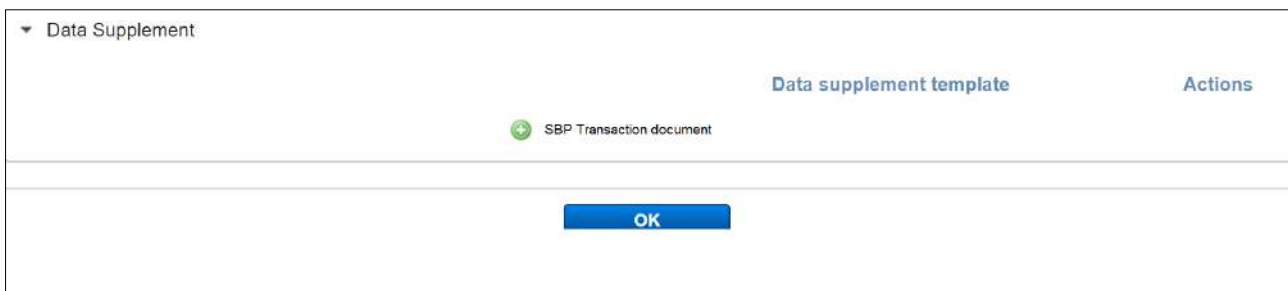 Data Supplement
Data supplement template Actions
SBP Transaction document
OK